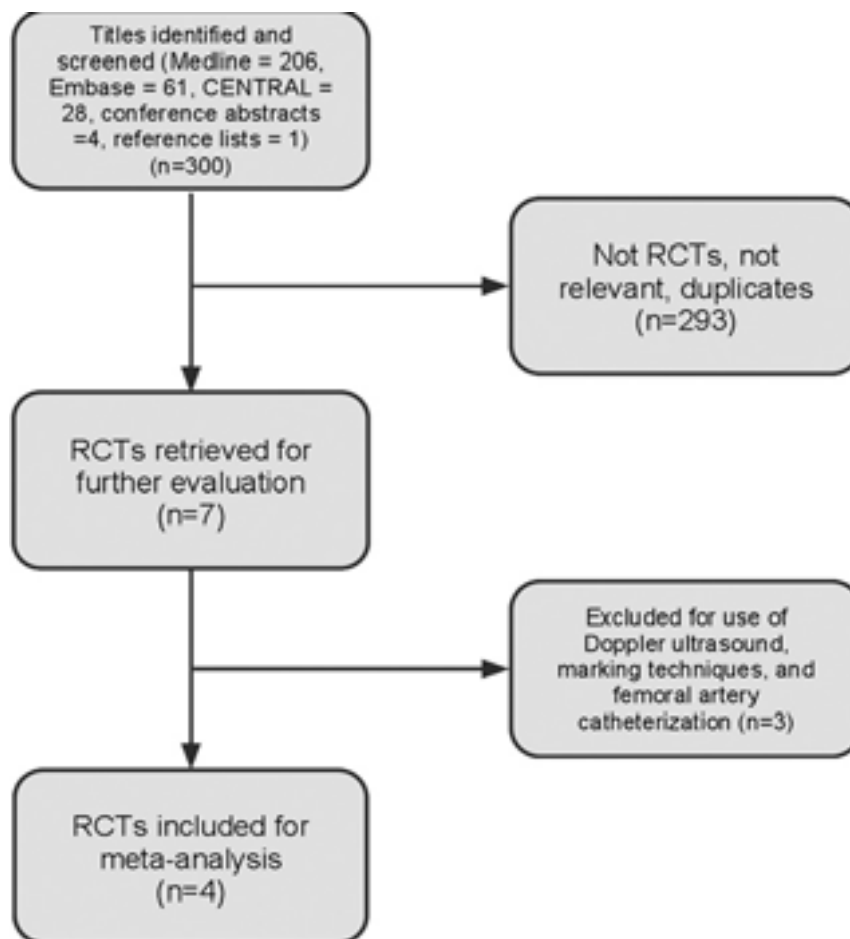 Titles identified and
screened (Medline = 206,
Embase = 61, CENTRAL =
28, conference abstracts
=4, reference lists = 1)
(n=300)
Not RCTs, not
relevant, duplicates
(n=293)
RCTs retrieved for
further evaluation
(n=7)
Excluded for use of
Doppler ultrasound,
marking techniques, and
femoral artery
catheterization (n=3)
RCTs included for
meta-analysis
(n=4)